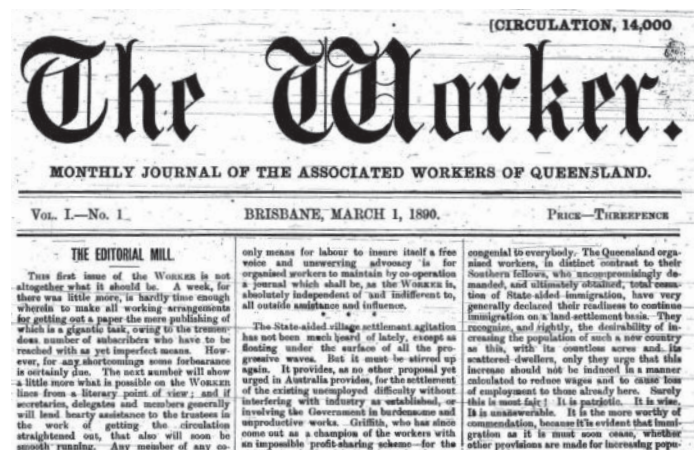 [CIRCULATION, 14,000
The Worker.
MONTHLY JOURNAL OF THE ASSOCIATED WORKERS OF QUEENSLAND.
VOL. I.—No. 1 BRISBANE, MARCH 1, 1890. PRICE—THREEPENCE
THE EDITORIAL MILL.
THIS first issue of the WORKER is not
altogether what it should be. A week, for
there was little more, is hardly time enough
wherein to make all working arrangements
for getting out a paper the mere publishing of
which is a gigantic task, owing to the tremen-
dous number of subscribers who have to be
reached with as yet imperfect means. How-
ever, for any shortcomings some forbearance
is certainly due. The next number will show
a little more what is possible on the WORKER
lines from a literary point of view; and if
secretaries, delegates and members generally
will lend hearty assistance to the trustees in
the work of getting the circulation
straightened out, that also will soon be
smooth running. Any member of any co-
only means for labour to insure itself a free
voice and unswerving advocacy is for
organised workers to maintain by co-operation
a journal which shall be, as the WORKER is,
absolutely independent of and indifferent to,
all outside assistance and influence.
The State-aided village settlement agitation
has not been much heard of lately, except as
floating under the surface of all the pro-
gressive waves. But it must be stirred up
again. It provides, as no other proposal yet
urged in Australia provides, for the settlement
of the existing unemployed difficulty without
interfering with industry as established, or
involving the Government in burdensome and
unproductive works. Griffith, who has since
come out as a champion of the workers with
an impossible profit-sharing scheme—for the
congenial to everybody. The Queensland orga-
nised workers, in distinct contrast to their
Southern fellows, who uncompromisingly de-
manded, and ultimately obtained, total cessa-
tion of State-aided immigration, have very
generally declared their readiness to continue
immigration on a land-settlement basis. They
recognize, and rightly, the desirability of in-
creasing the population of such a new country
as this, with its countless acres and its
scattered dwellers, only they urge that this
increase should not be induced in a manner
calculated to reduce wages and to cause loss
of employment to those already here. Surely
this is most fair! It is patriotic. It is wise.
It is unanswerable. It is the more worthy of
commendation, because it's evident that immi-
gration as it is must soon cease, whether
other provisions are made for increasing popu-